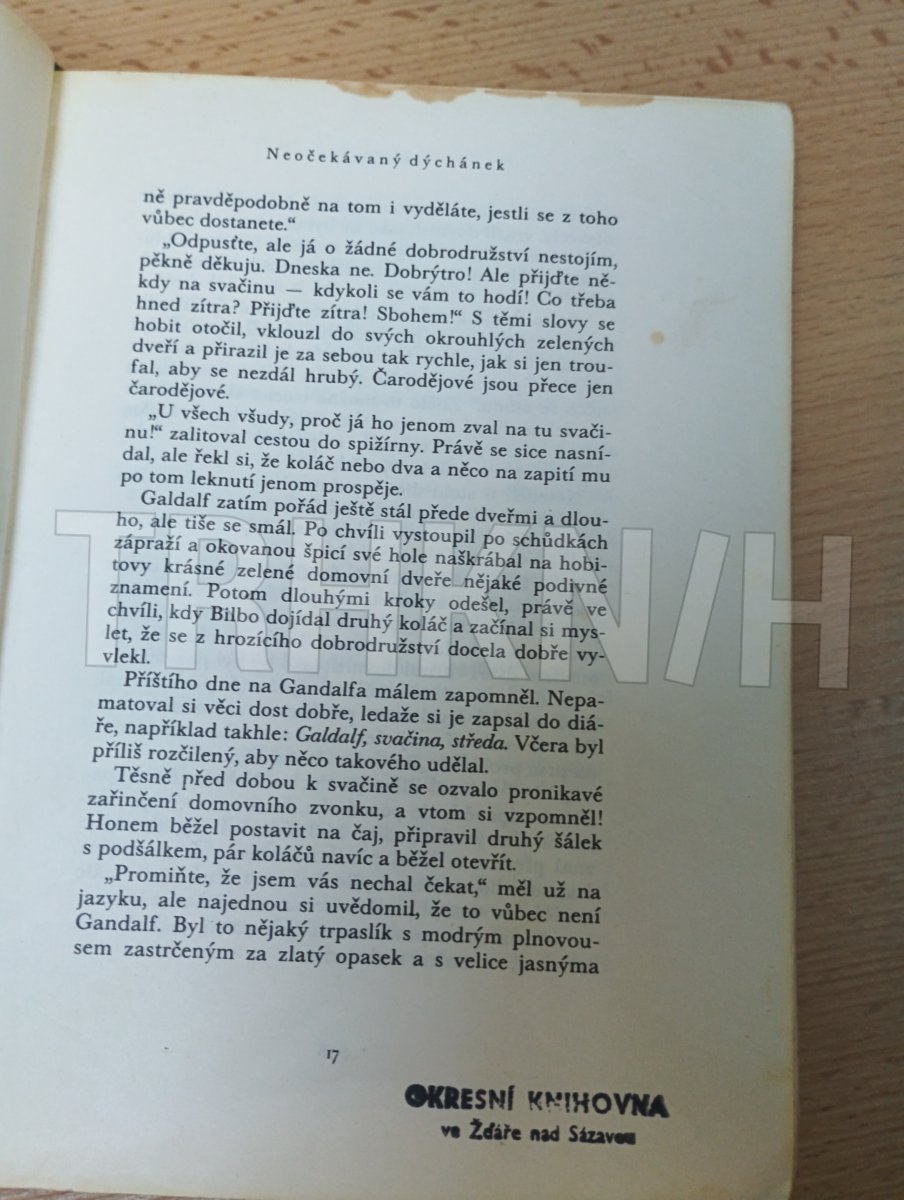 Neočekávaný dýchánek
ně pravděpodobně na tom i vyděláte, jestli se z toho
vůbec dostanete.“
„Odpusťte, ale já o žádné dobrodružství nestojím,
pěkně děkuju. Dneska ne. Dobrýtro! Ale přijďte ně-
kdy na svačinu — kdykoli se vám to hodí! Co třeba
hned zítra? Přijďte zítra! Sbohem!“ S těmi slovy se
hobit otočil, vklouzl do svých okrouhlých zelených
dveří a přirazil je za sebou tak rychle, jak si jen trou-
fal, aby se nezdál hrubý. Čarodějové jsou přece jen
čarodějové.
„U všech všudy, proč já ho jenom zval na tu svači-
nu!“ zalitoval cestou do spižírny. Právě se sice nasní-
dal, ale řekl si, že koláč nebo dva a něco na zapití mu
po tom leknutí jenom prospěje.
Galdalf zatím pořád ještě stál přede dveřmi a dlou-
ho, ale tiše se smál. Po chvíli vystoupil po schůdkách
zápraží a okovanou špicí své hole naškrábal na hobi-
tovy krásné zelené domovní dveře nějaké podivné
znamení. Potom dlouhými kroky odešel, právě ve
chvíli, kdy Bilbo dojídal druhý koláč a začínal si mys-
let, že se z hrozícího dobrodružství docela dobře vy-
vlekl.
Příštího dne na Gandalfa málem zapomněl. Nepa-
matoval si věci dost dobře, ledaže si je zapsal do diá-
ře, například takhle: Galdalf, svačina, středa. Včera byl
příliš rozčilený, aby něco takového udělal.
Těsně před dobou k svačině se ozvalo pronikavé
zařinčení domovního zvonku, a vtom si vzpomněl!
Honem běžel postavit na čaj, připravil druhý šálek
s podšálkem, pár koláčů navíc a běžel otevřít.
„Promiňte, že jsem vás nechal čekat,“ měl už na
jazyku, ale najednou si uvědomil, že to vůbec není
Gandalf. Byl to nějaký trpaslík s modrým plnovou-
sem zastrčeným za zlatý opasek a s velice jasnýma
17
OKRESNÍ KNIHOVNA
ve Žďáře nad Sázavou
TRHKNIH